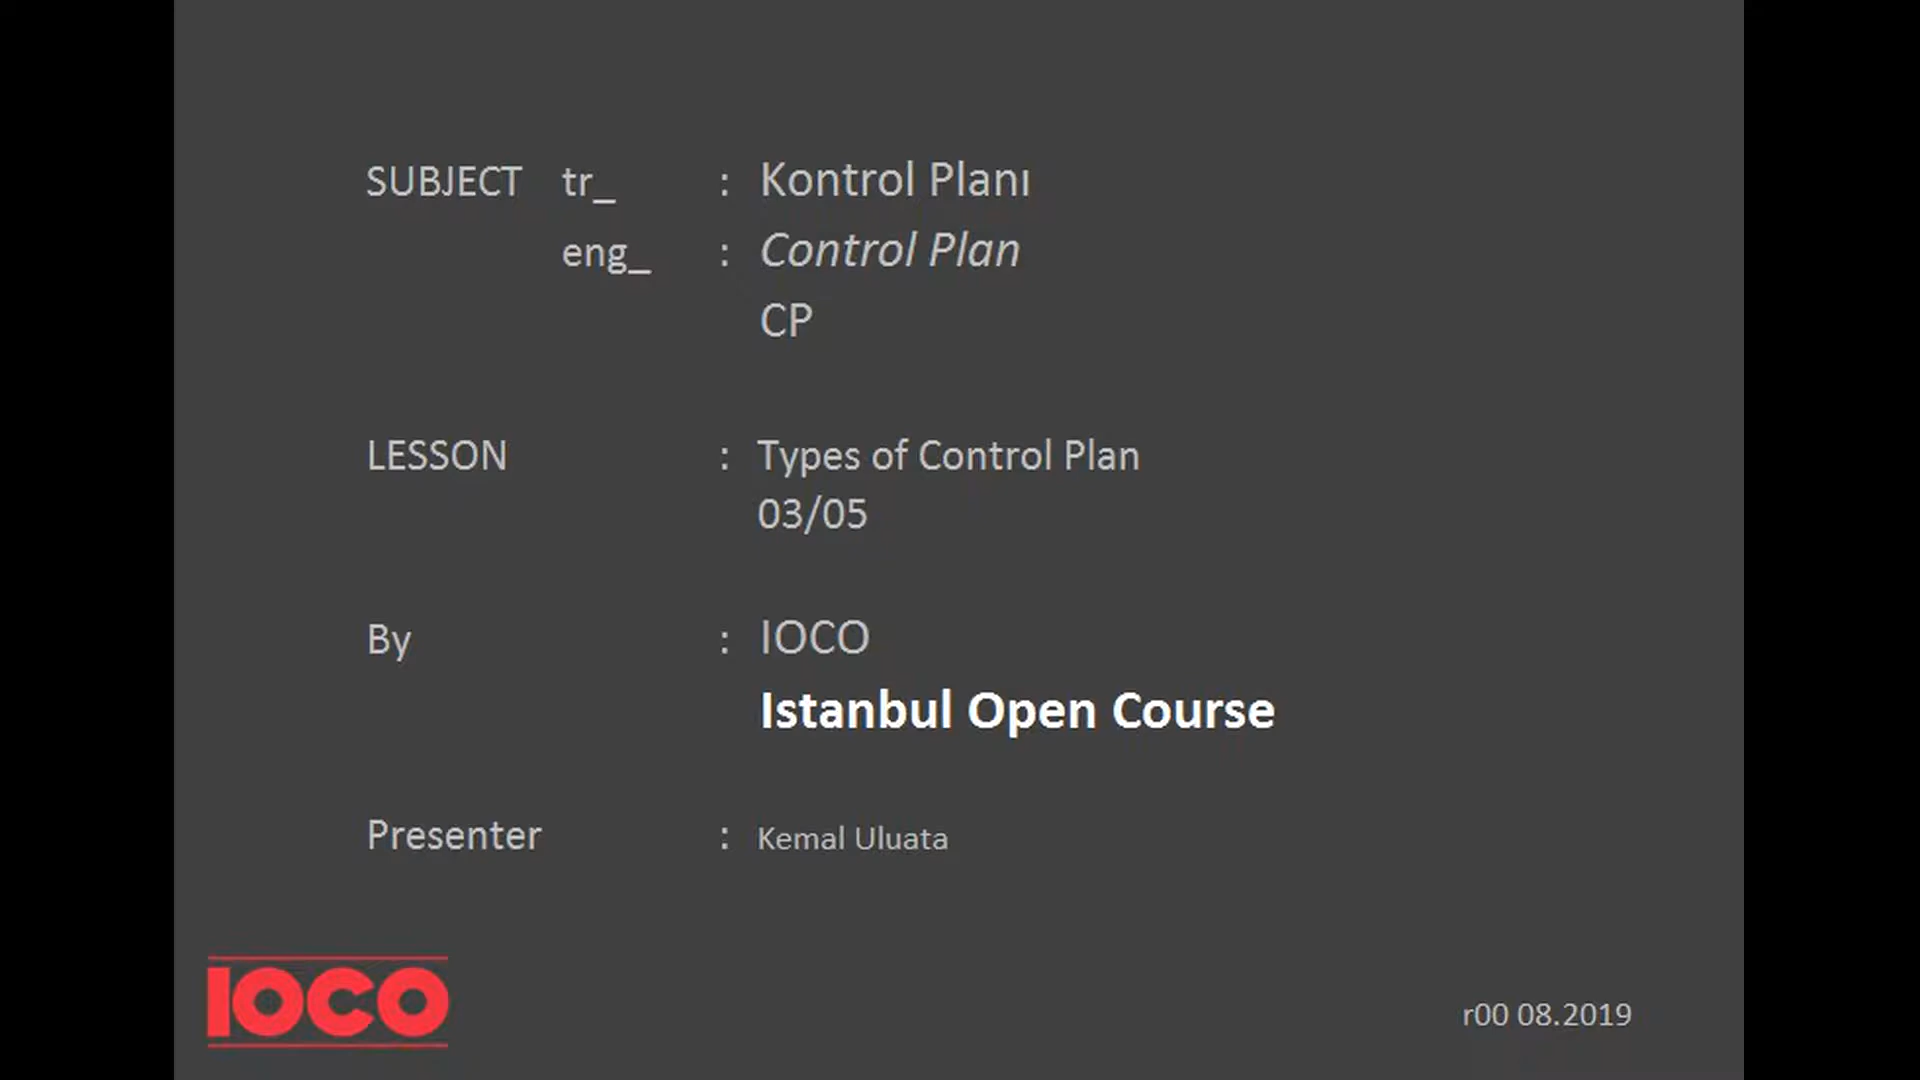 SUBJECT tr_ : Kontrol Planı
eng_ : Control Plan
CP
LESSON : Types of Control Plan
03/05
By : IOCO
Istanbul Open Course
Presenter : Kemal Uluata
IOCO
r00 08.2019